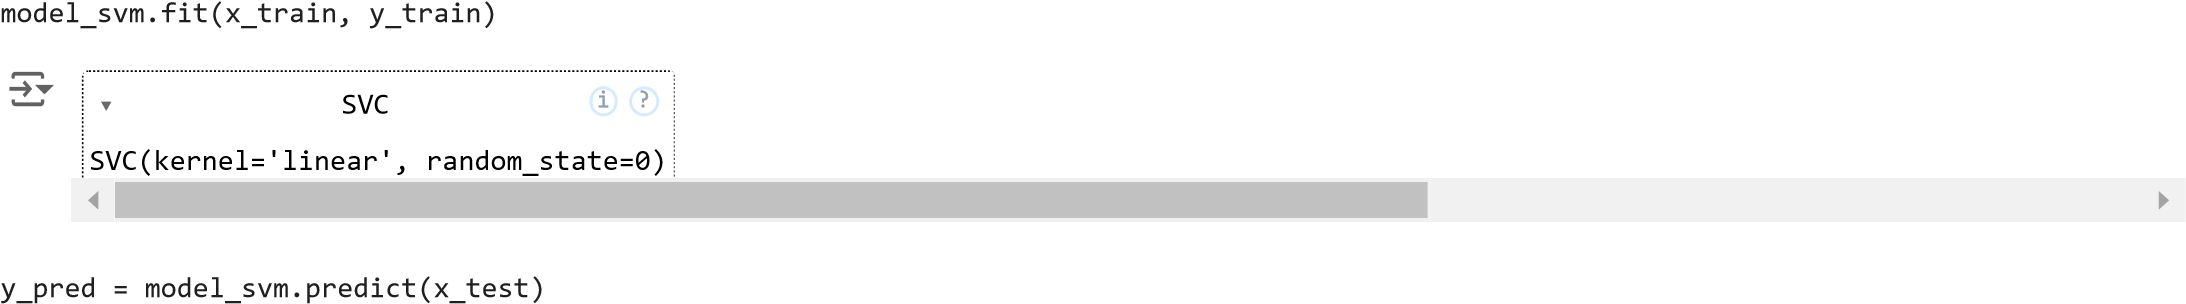 model_svm.fit(x_train, y_train)
SVC
SVC(kernel='linear', random_state=0)
y_pred = model_svm.predict(x_test)